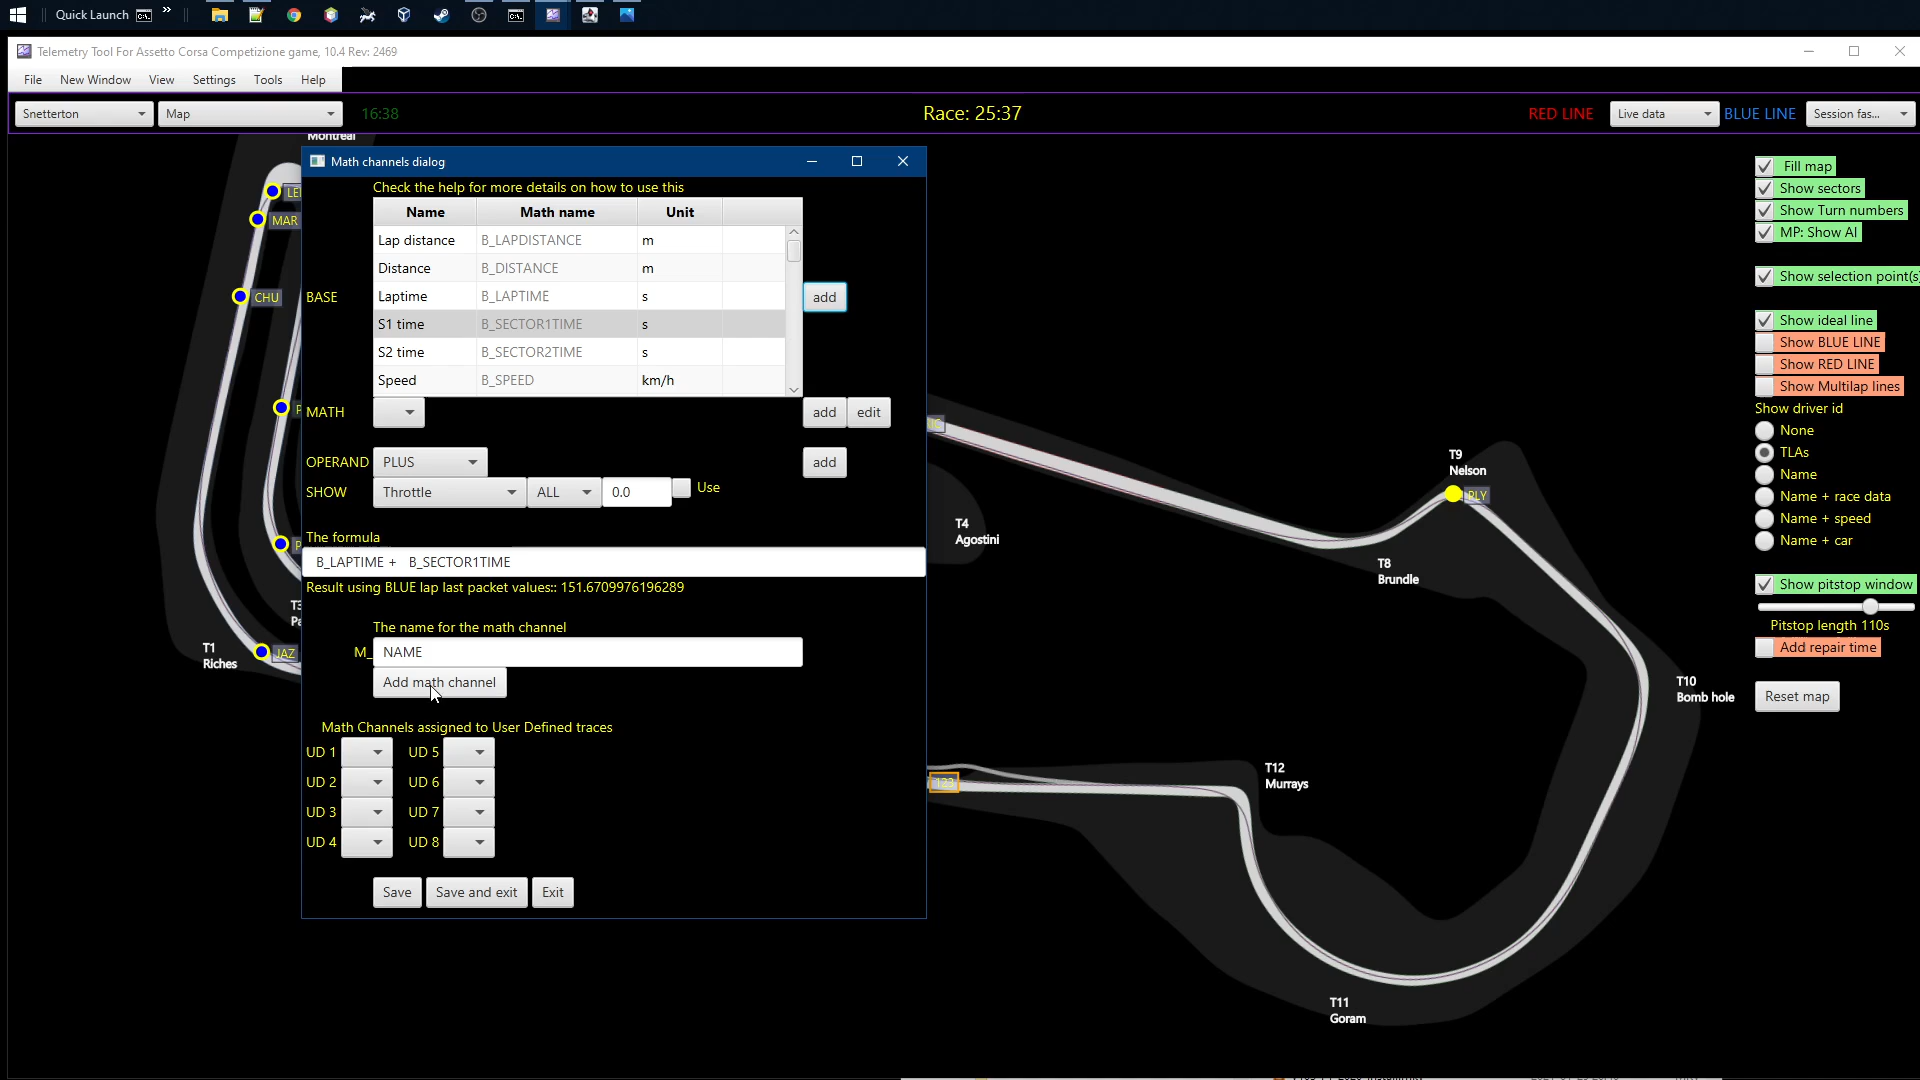 Quick Launch »
Telemetry Tool For Assetto Corsa Competizione game, 10.4 Rev: 2469
File New Window View Settings Tools Help
Snetterton Map 16:38 Race: 25:37 RED LINE Live data BLUE LINE Session fas...
Montreal
Math channels dialog
Check the help for more details on how to use this
Name Math name Unit
Lap distance B_LAPDISTANCE m
Distance B_DISTANCE m
BASE Laptime B_LAPTIME s add
S1 time B_SECTOR1TIME s
S2 time B_SECTOR2TIME s
Speed B_SPEED km/h
MATH add edit
OPERAND PLUS add
SHOW Throttle ALL 0.0 Use
The formula
B_LAPTIME + B_SECTOR1TIME
Result using BLUE lap last packet values:: 151.6709976196289
The name for the math channel
M_ NAME
Add math channel
Math Channels assigned to User Defined traces
UD 1 UD 5
UD 2 UD 6
UD 3 UD 7
UD 4 UD 8
Save Save and exit Exit
LE
MAR
CHU
P
P
T3
Pa
T1
Riches
JAZ
T4
Agostini
T8
Brundle
T9
Nelson
PLY
T10
Bomb hole
T12
Murrays
123
T11
Goram
Fill map
Show sectors
Show Turn numbers
MP: Show AI
Show selection point(s)
Show ideal line
Show BLUE LINE
Show RED LINE
Show Multilap lines
Show driver id
None
TLAs
Name
Name + race data
Name + speed
Name + car
Show pitstop window
Pitstop length 110s
Add repair time
Reset map